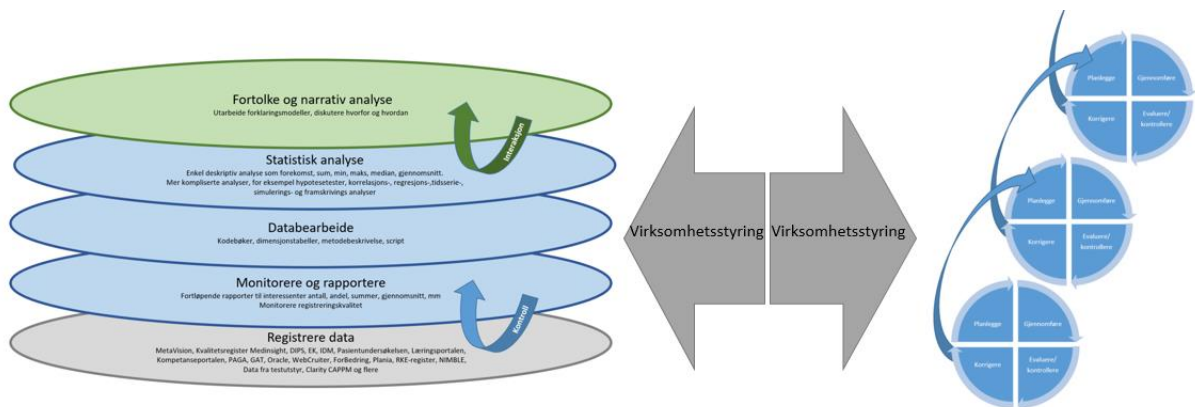 Fortolke og narrativ analyse
Utarbeide forklaringsmodeller, diskutere hvorfor og hvordan
Interaksjon
Statistisk analyse
Enkel deskriptiv analyse som forekomst, sum, min, maks, median, gjennomsnitt.
Mer kompliserte analyser, for eksempel hypotesetester, korrelasjons-, regresjons-,tidsserie-,
simulerings- og framskrivings analyser
Databearbeide
Kodebøker, dimensjonstabeller, metodebeskrivelse, script
Monitorere og rapportere
Fortløpende rapporter til interessenter antall, andel, summer, gjennomsnitt, mm
Monitorere registreringskvalitet
Kontroll
Registrere data
MetaVision, Kvalitetsregister Medinsight, DIPS, EK, IDM, Pasientundersøkelsen, Læringsportalen,
Kompetanseportalen, PAGA, GAT, Oracle, WebCruiter, ForBedring, Plania, RKE-register, NIMBLE,
Data fra testutstyr, Clarity CAPPM og flere
Virksomhetsstyring
Virksomhetsstyring
Planlegge
Gjennomføre
Korrigere
Evaluere/
kontrollere
Planlegge
Gjennomføre
Korrigere
Evaluere/
kontrollere
Planlegge
Gjennomføre
Korrigere
Evaluere/
kontrollere